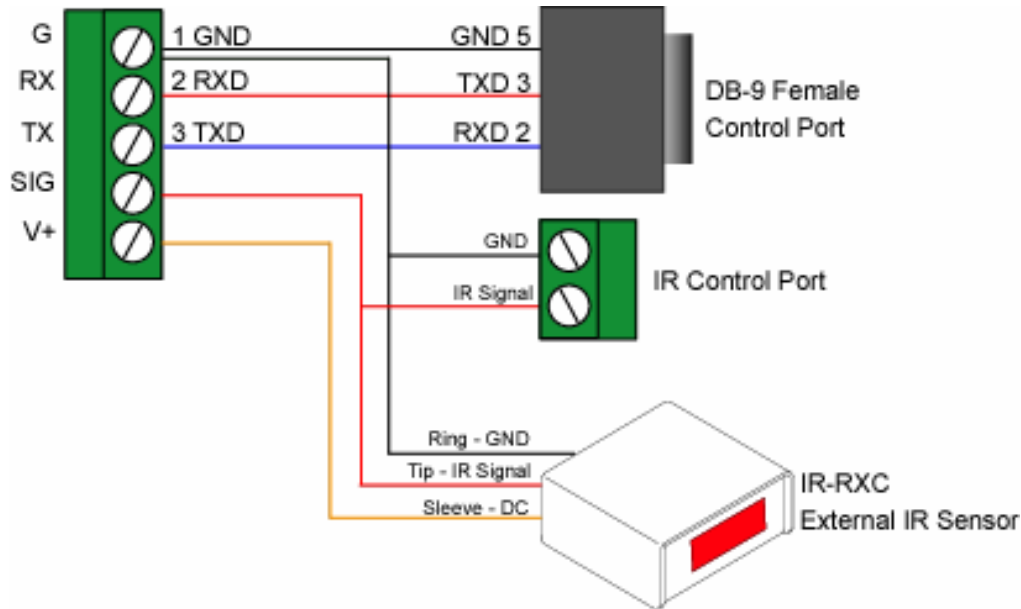 G
1 GND
GND 5
RX
2 RXD
TXD 3
TX
3 TXD
RXD 2
DB-9 Female
Control Port
SIG
V+
GND
IR Signal
IR Control Port
Ring - GND
Tip - IR Signal
Sleeve - DC
IR-RXC
External IR Sensor